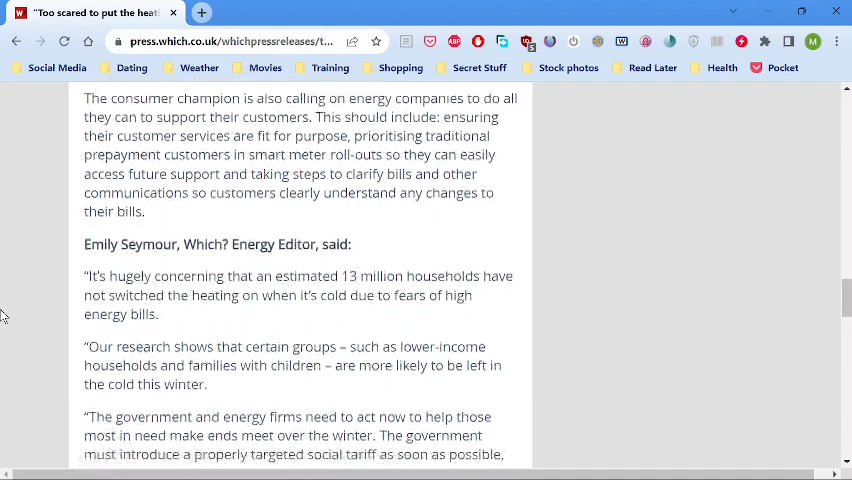 "Too scared to put the heati
press.which.co.uk/whichpressreleases/t...
ABP
5
W
M
Social Media
Dating
Weather
Movies
Training
Shopping
Secret Stuff
Stock photos
Read Later
Health
Pocket
The consumer champion is also calling on energy companies to do all
they can to support their customers. This should include: ensuring
their customer services are fit for purpose, prioritising traditional
prepayment customers in smart meter roll-outs so they can easily
access future support and taking steps to clarify bills and other
communications so customers clearly understand any changes to
their bills.
Emily Seymour, Which? Energy Editor, said:
“It’s hugely concerning that an estimated 13 million households have
not switched the heating on when it’s cold due to fears of high
energy bills.
“Our research shows that certain groups – such as lower-income
households and families with children – are more likely to be left in
the cold this winter.
“The government and energy firms need to act now to help those
most in need make ends meet over the winter. The government
must introduce a properly targeted social tariff as soon as possible,